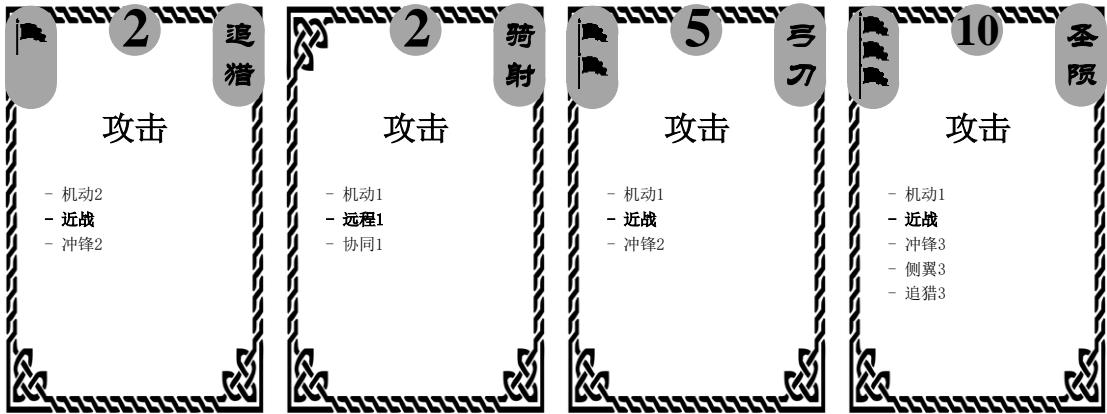 2
追猎
攻击
- 机动2
- 近战
- 冲锋2
2
骑射
攻击
- 机动1
- 远程1
- 协同1
5
弓刀
攻击
- 机动1
- 近战
- 冲锋2
10
圣陨
攻击
- 机动1
- 近战
- 冲锋3
- 侧翼3
- 追猎3